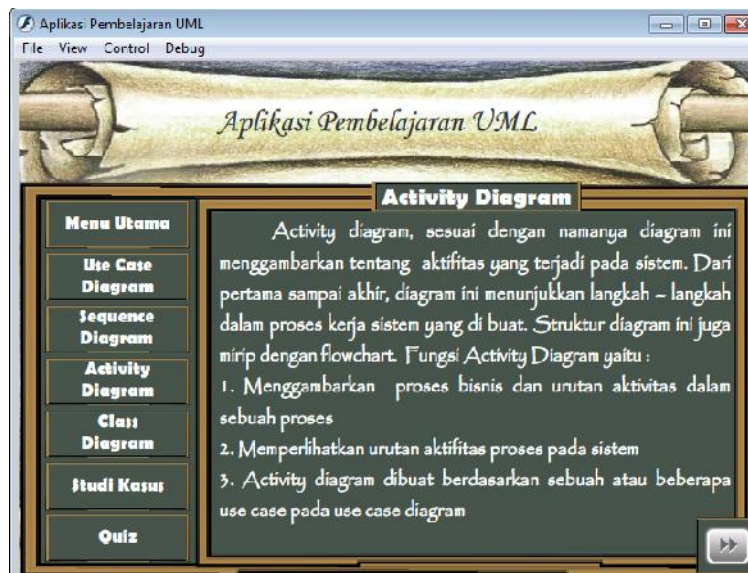 Aplikasi Pembelajaran UML
File View Control Debug
Aplikasi Pembelajaran UML
Activity Diagram
Menu Utama
Use Case
Diagram
Sequence
Diagram
Activity
Diagram
Class
Diagram
Studi Kasus
Quiz
Activity diagram, sesuai dengan namanya diagram ini
menggambarkan tentang aktifitas yang terjadi pada sistem. Dari
pertama sampai akhir, diagram ini menunjukkan langkah – langkah
dalam proses kerja sistem yang di buat. Struktur diagram ini juga
mirip dengan flowchart. Fungsi Activity Diagram yaitu :
1. Menggambarkan proses bisnis dan urutan aktivitas dalam
sebuah proses
2. Memperlihatkan urutan aktifitas proses pada sistem
3. Activity diagram dibuat berdasarkan sebuah atau beberapa
use case pada use case diagram